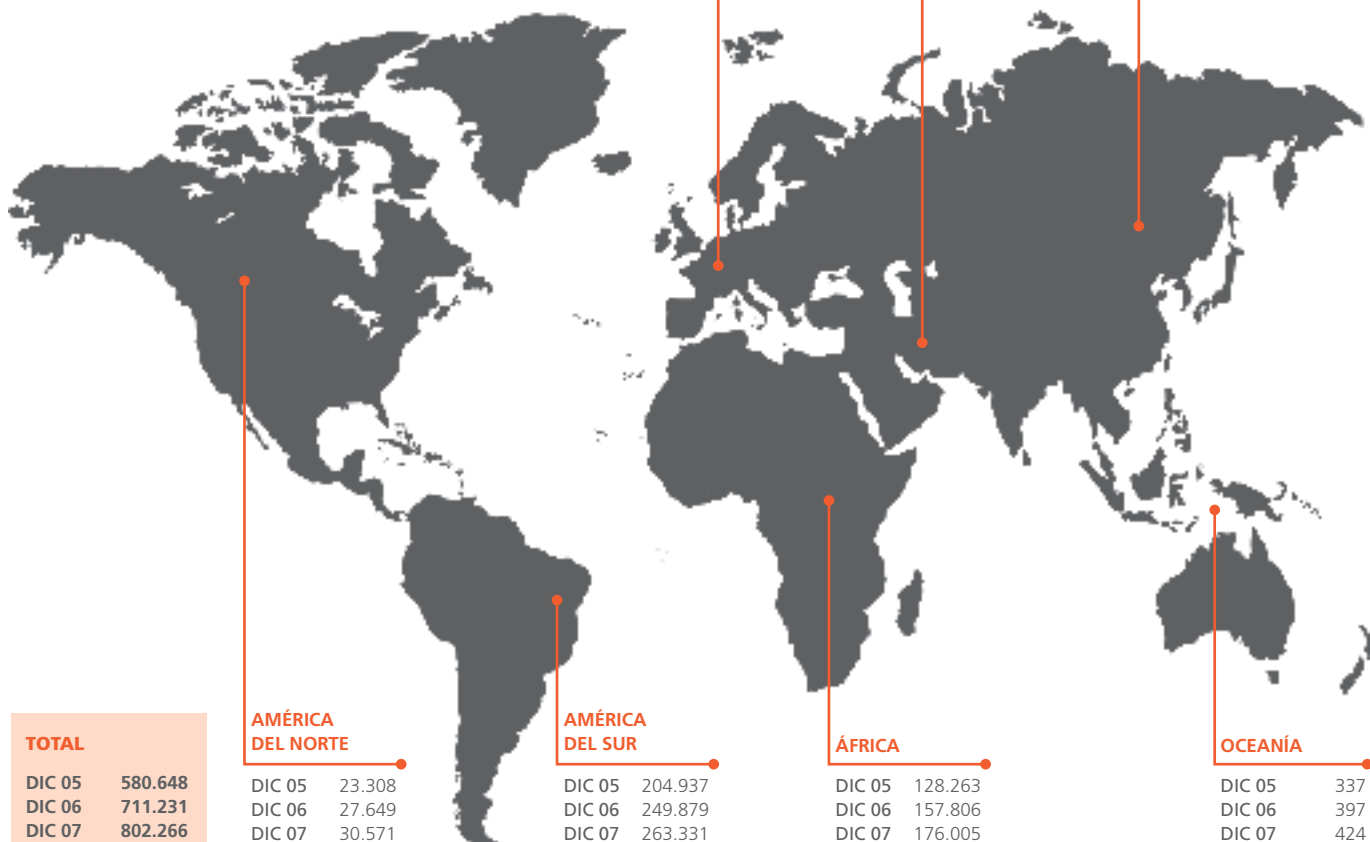 TOTAL
DIC 05 580.648
DIC 06 711.231
DIC 07 802.266
AMÉRICA
DEL NORTE
DIC 05 23.308
DIC 06 27.649
DIC 07 30.571
AMÉRICA
DEL SUR
DIC 05 204.937
DIC 06 249.879
DIC 07 263.331
ÁFRICA
DIC 05 128.263
DIC 06 157.806
DIC 07 176.005
OCEANÍA
DIC 05 337
DIC 06 397
DIC 07 424